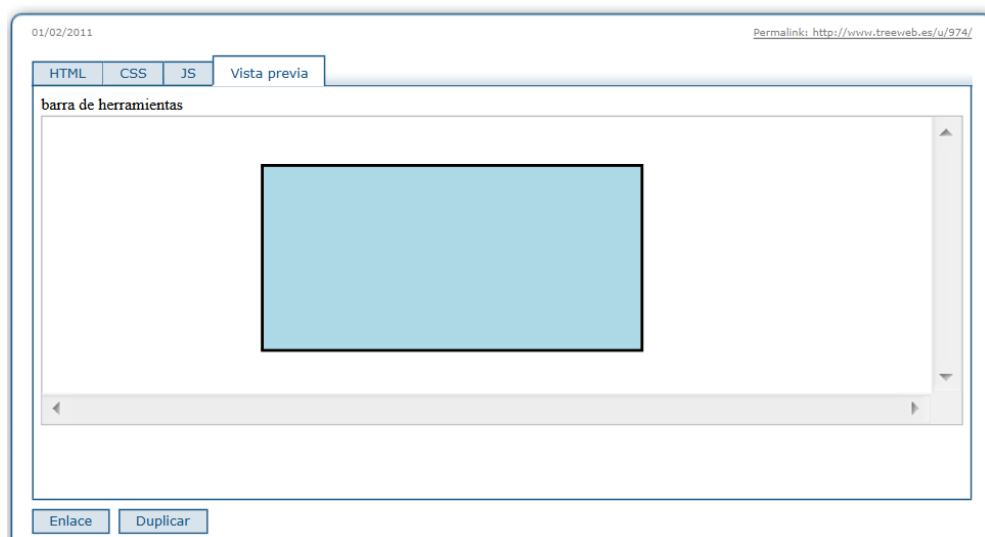 01/02/2011
Permalink: http://www.treeweb.es/u/974/
HTML CSS JS Vista previa
barra de herramientas
Enlace Duplicar